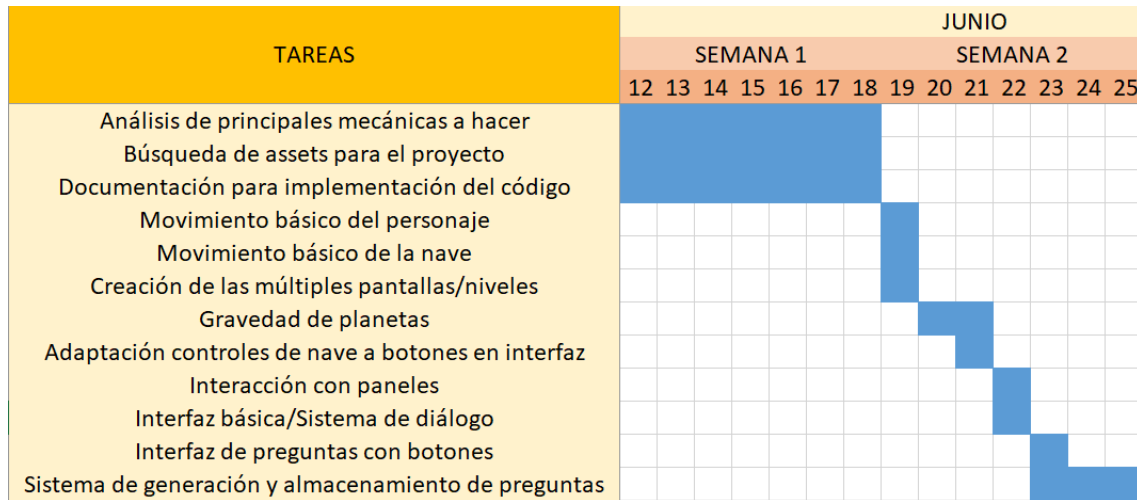 JUNIO
TAREAS
SEMANA 1 SEMANA 2
12 13 14 15 16 17 18 19 20 21 22 23 24 25
Análisis de principales mecánicas a hacer
Búsqueda de assets para el proyecto
Documentación para implementación del código
Movimiento básico del personaje
Movimiento básico de la nave
Creación de las múltiples pantallas/niveles
Gravedad de planetas
Adaptación controles de nave a botones en interfaz
Interacción con paneles
Interfaz básica/Sistema de diálogo
Interfaz de preguntas con botones
Sistema de generación y almacenamiento de preguntas